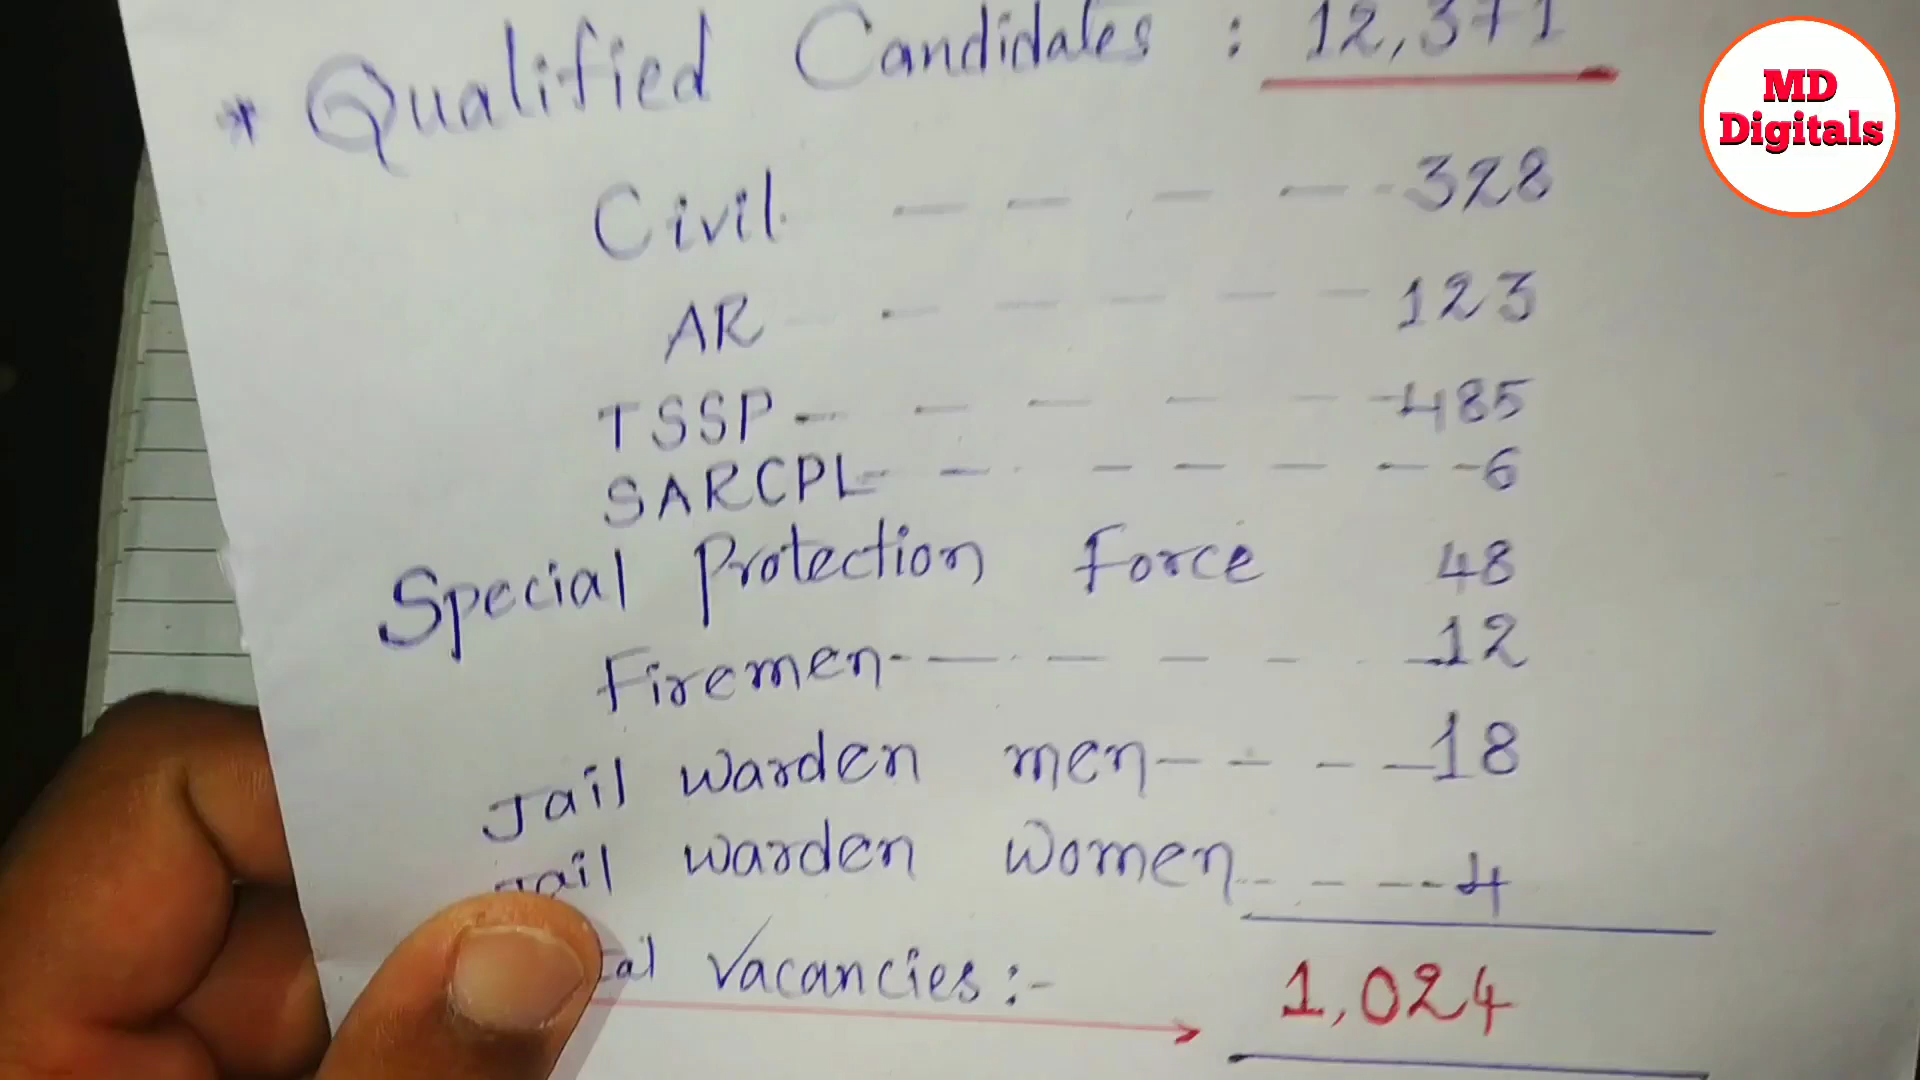 * Qualified Candidates : 12,371
Civil - - - - - 328
AR - - - - - - 123
TSSP - - - - - - 485
SARCPL - - - - - - - 6
Special Protection Force 48
Firemen - - - - - - 12
Jail warden men - - - - 18
Jail warden women - - - - 4
Vacancies :- 1,024
MD
Digitals